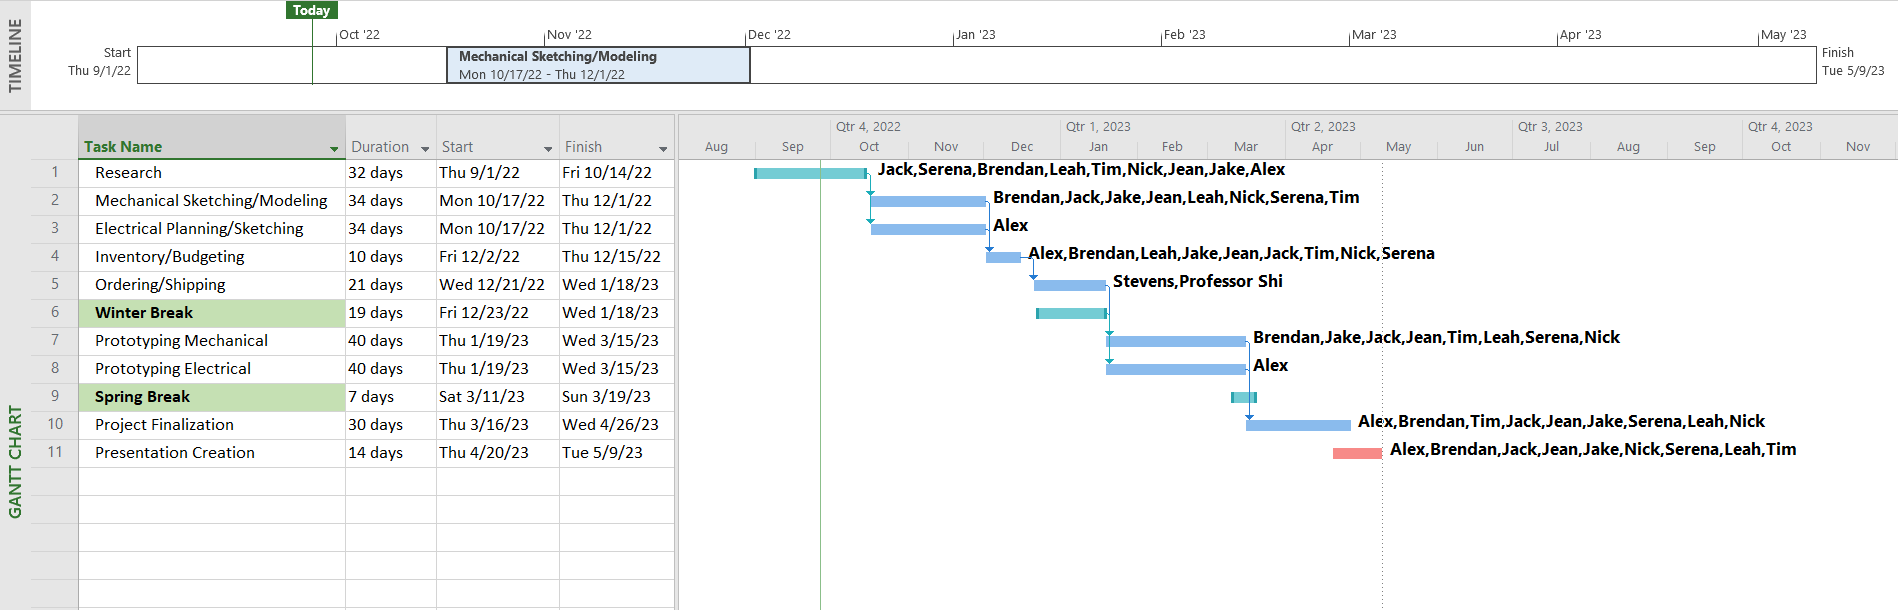 TIMELINE
Today
Oct '22 Nov '22 Dec '22 Jan '23 Feb '23 Mar '23 Apr '23 May '23
Start
Thu 9/1/22
Mechanical Sketching/Modeling
Mon 10/17/22 - Thu 12/1/22
Finish
Tue 5/9/23
GANTT CHART
Qtr 4, 2022 Qtr 1, 2023 Qtr 2, 2023 Qtr 3, 2023 Qtr 4, 2023
Task Name Duration Start Finish Aug Sep Oct Nov Dec Jan Feb Mar Apr May Jun Jul Aug Sep Oct Nov
1 Research 32 days Thu 9/1/22 Fri 10/14/22 Jack,Serena,Brendan,Leah,Tim,Nick,Jean,Jake,Alex
2 Mechanical Sketching/Modeling 34 days Mon 10/17/22 Thu 12/1/22 Brendan,Jack,Jake,Jean,Leah,Nick,Serena,Tim
3 Electrical Planning/Sketching 34 days Mon 10/17/22 Thu 12/1/22 Alex
4 Inventory/Budgeting 10 days Fri 12/2/22 Thu 12/15/22 Alex,Brendan,Leah,Jake,Jean,Jack,Tim,Nick,Serena
5 Ordering/Shipping 21 days Wed 12/21/22 Wed 1/18/23 Stevens,Professor Shi
6 Winter Break 19 days Fri 12/23/22 Wed 1/18/23
7 Prototyping Mechanical 40 days Thu 1/19/23 Wed 3/15/23 Brendan,Jake,Jack,Jean,Tim,Leah,Serena,Nick
8 Prototyping Electrical 40 days Thu 1/19/23 Wed 3/15/23 Alex
9 Spring Break 7 days Sat 3/11/23 Sun 3/19/23
10 Project Finalization 30 days Thu 3/16/23 Wed 4/26/23 Alex,Brendan,Tim,Jack,Jean,Jake,Serena,Leah,Nick
11 Presentation Creation 14 days Thu 4/20/23 Tue 5/9/23 Alex,Brendan,Jack,Jean,Jake,Nick,Serena,Leah,Tim